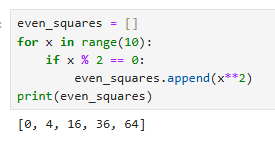 even_squares = []
for x in range(10):
    if x % 2 == 0:
        even_squares.append(x**2)
print(even_squares)
[0, 4, 16, 36, 64]